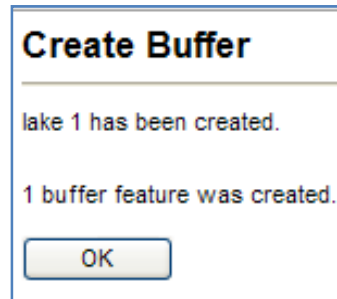 Create Buffer
lake 1 has been created.
1 buffer feature was created.
OK